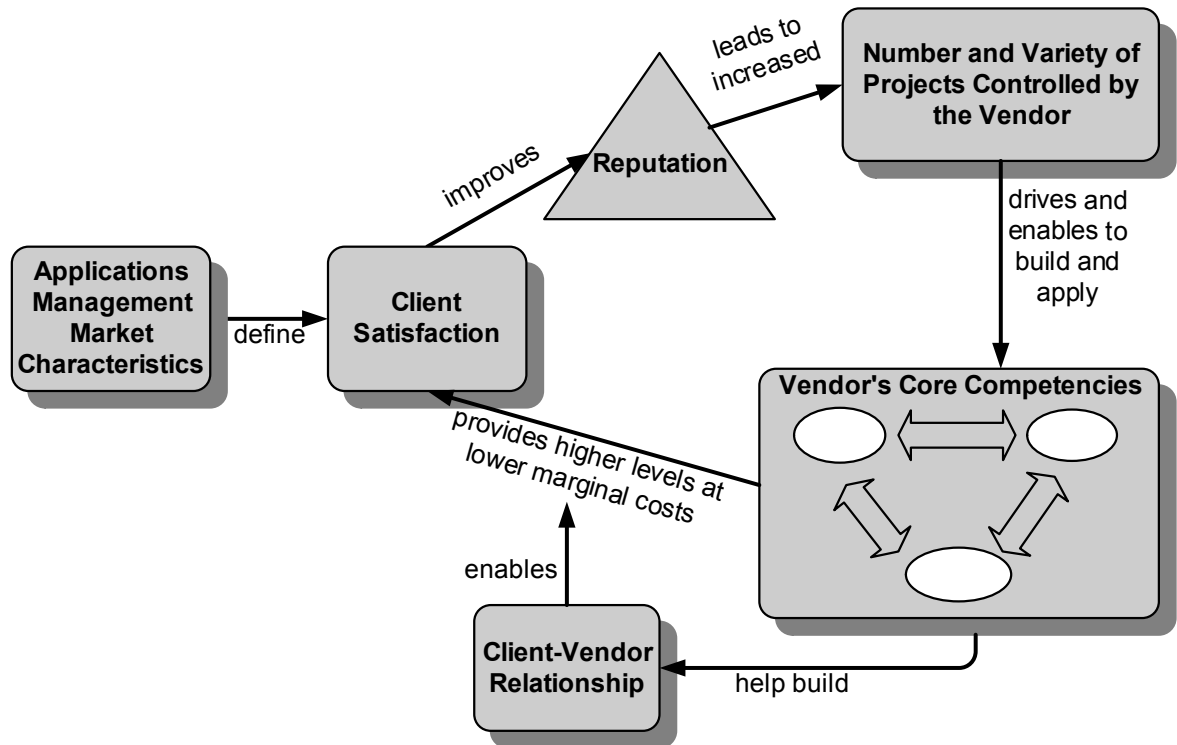 leads to
increased
Number and Variety of
Projects Controlled by
the Vendor
Reputation
improves
drives and
enables to
build and
apply
Applications
Management
Market
Characteristics
define
Client
Satisfaction
Vendor's Core Competencies
provides higher levels at
lower marginal costs
enables
Client-Vendor
Relationship
help build